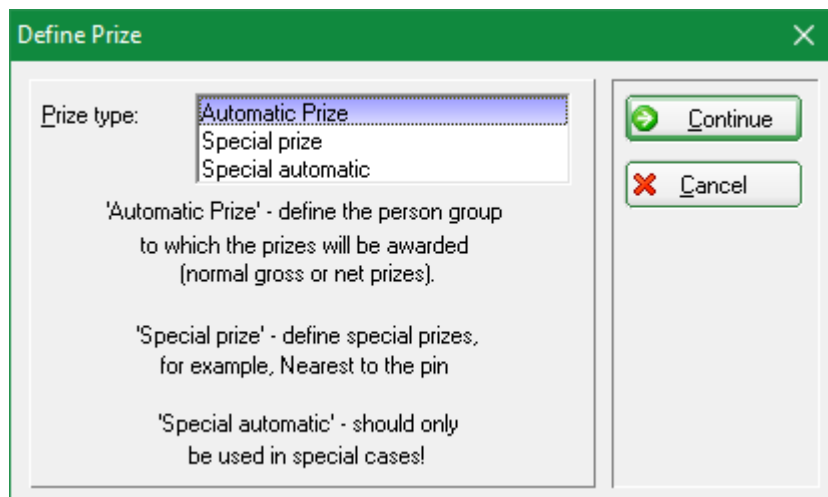 Define Prize
Prize type:
Automatic Prize
Special prize
Special automatic
'Automatic Prize' - define the person group
to which the prizes will be awarded
(normal gross or net prizes).
'Special prize' - define special prizes,
for example, Nearest to the pin
'Special automatic' - should only
be used in special cases!
Continue
Cancel